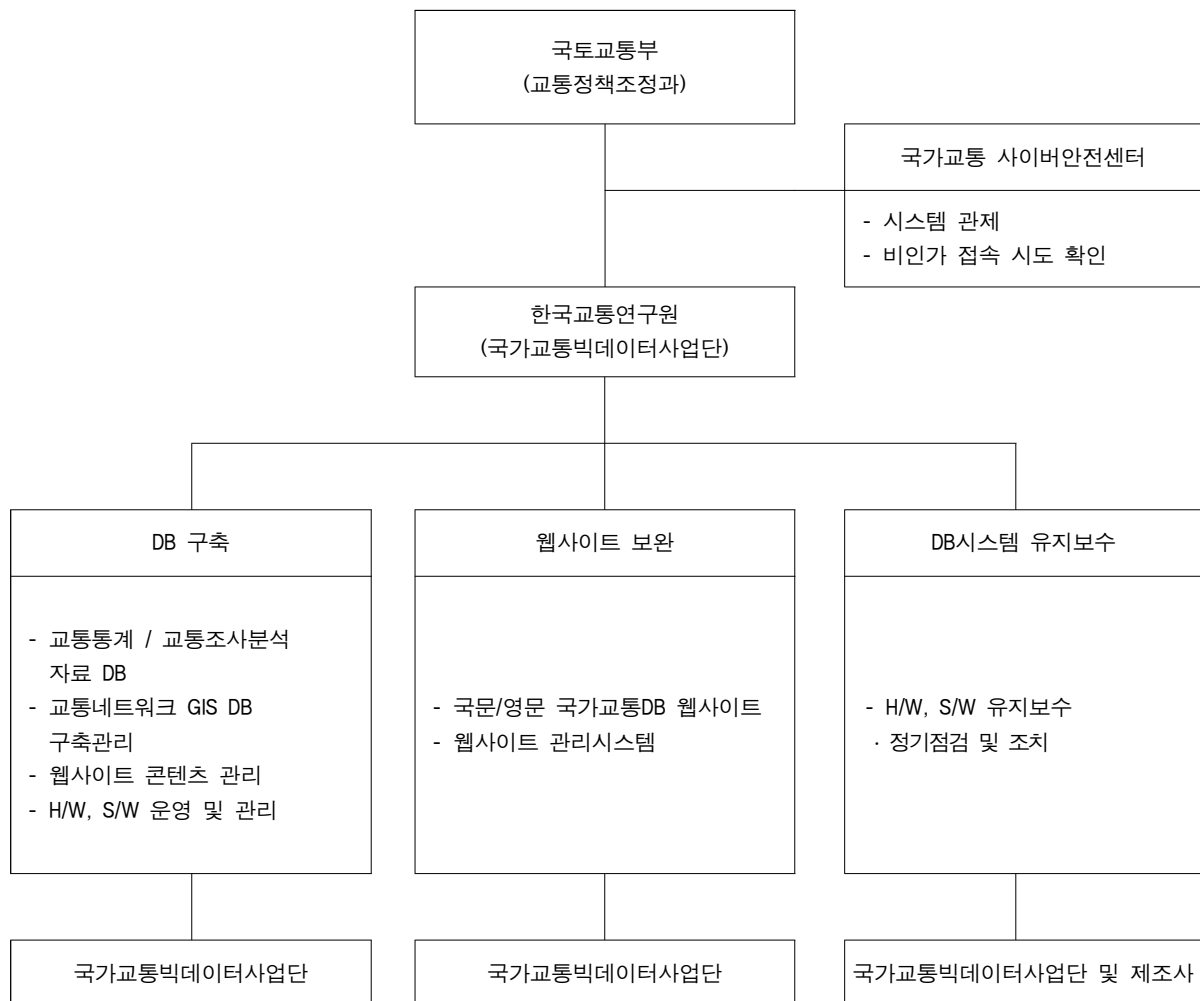 국토교통부
(교통정책조정과)
국가교통 사이버안전센터
- 시스템 관제
- 비인가 접속 시도 확인
한국교통연구원
(국가교통빅데이터사업단)
DB 구축
- 교통통계 / 교통조사분석
자료 DB
- 교통네트워크 GIS DB
구축관리
- 웹사이트 콘텐츠 관리
- H/W, S/W 운영 및 관리
국가교통빅데이터사업단
웹사이트 보완
- 국문/영문 국가교통DB 웹사이트
- 웹사이트 관리시스템
국가교통빅데이터사업단
DB시스템 유지보수
- H/W, S/W 유지보수
· 정기점검 및 조치
국가교통빅데이터사업단 및 제조사